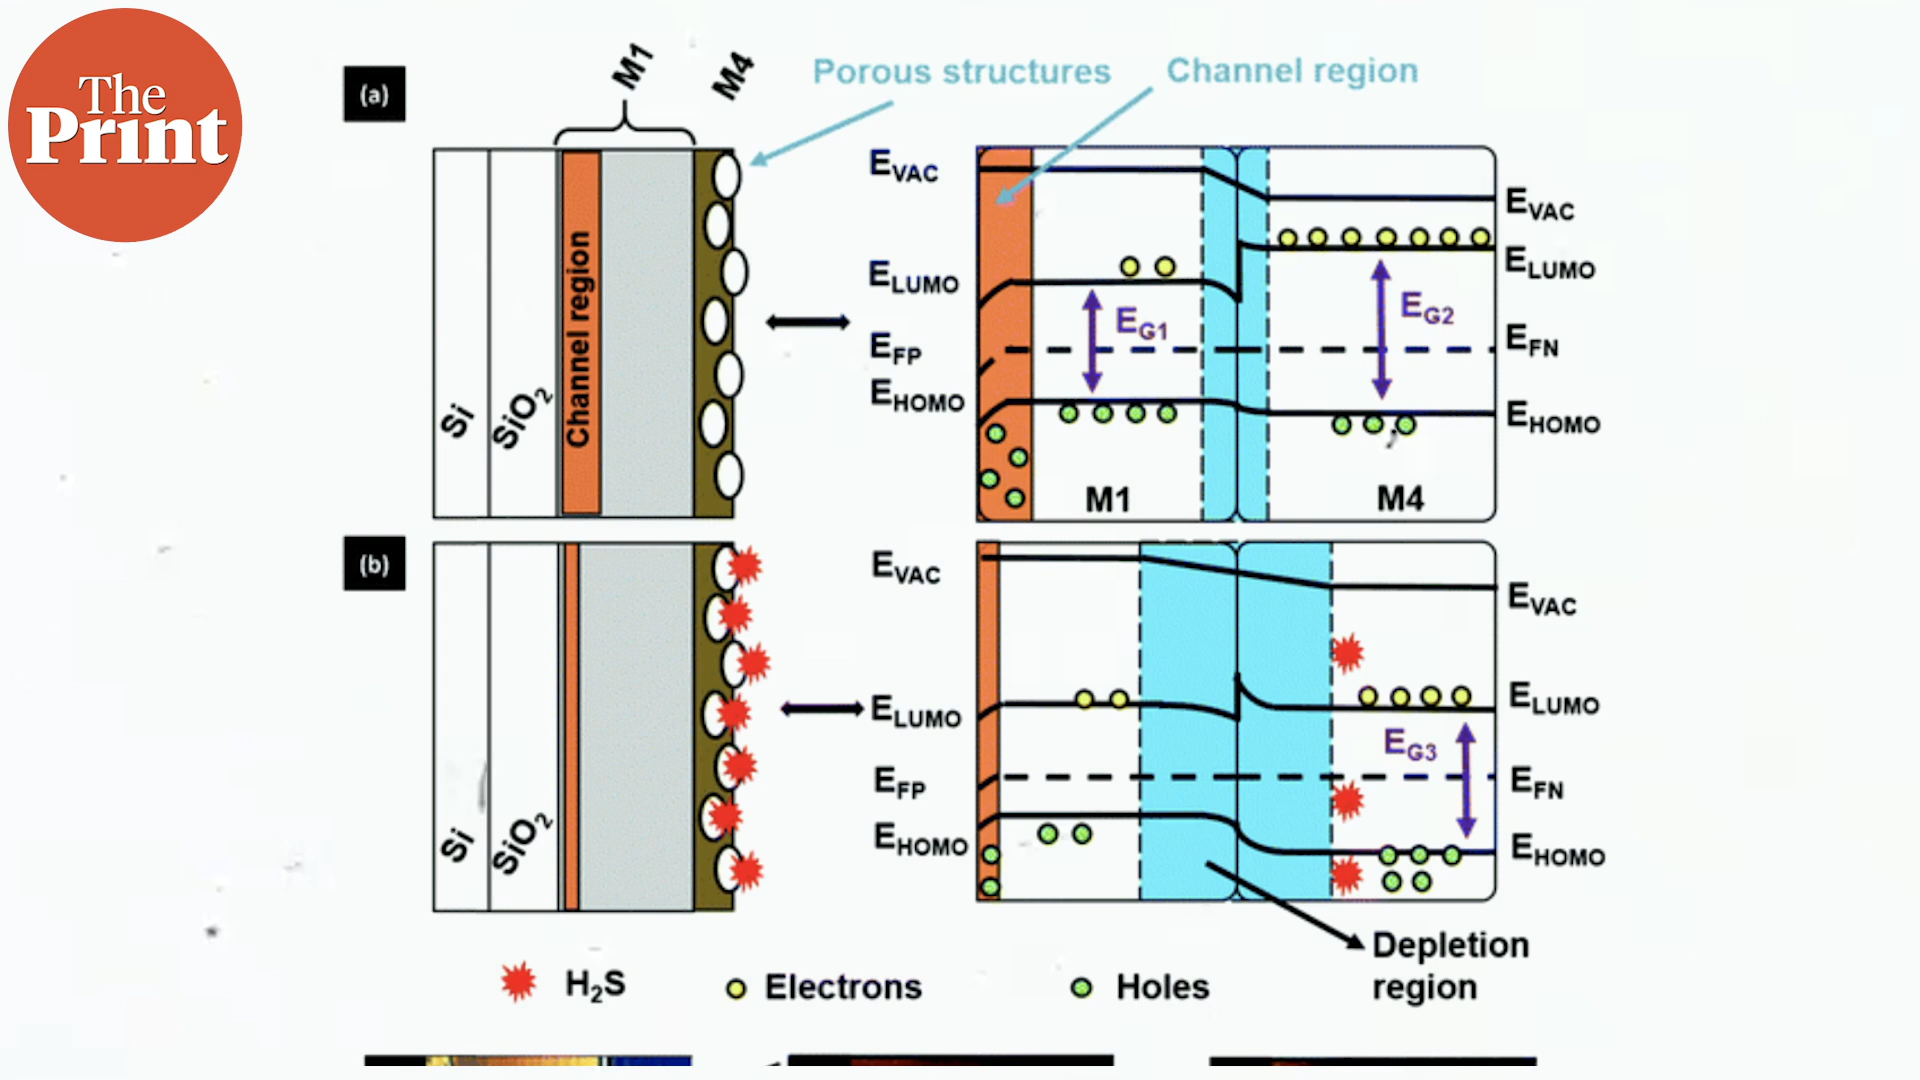 The
Print
(a)
M1
M4
Porous structures
Channel region
Si
SiO2
Channel region
EVAC
ELUMO
EFP
EHOMO
EG1
EG2
M1
M4
EVAC
ELUMO
EFN
EHOMO
(b)
Si
SiO2
EVAC
ELUMO
EFP
EHOMO
EG3
EVAC
ELUMO
EFN
EHOMO
Depletion
region
H2S
Electrons
Holes